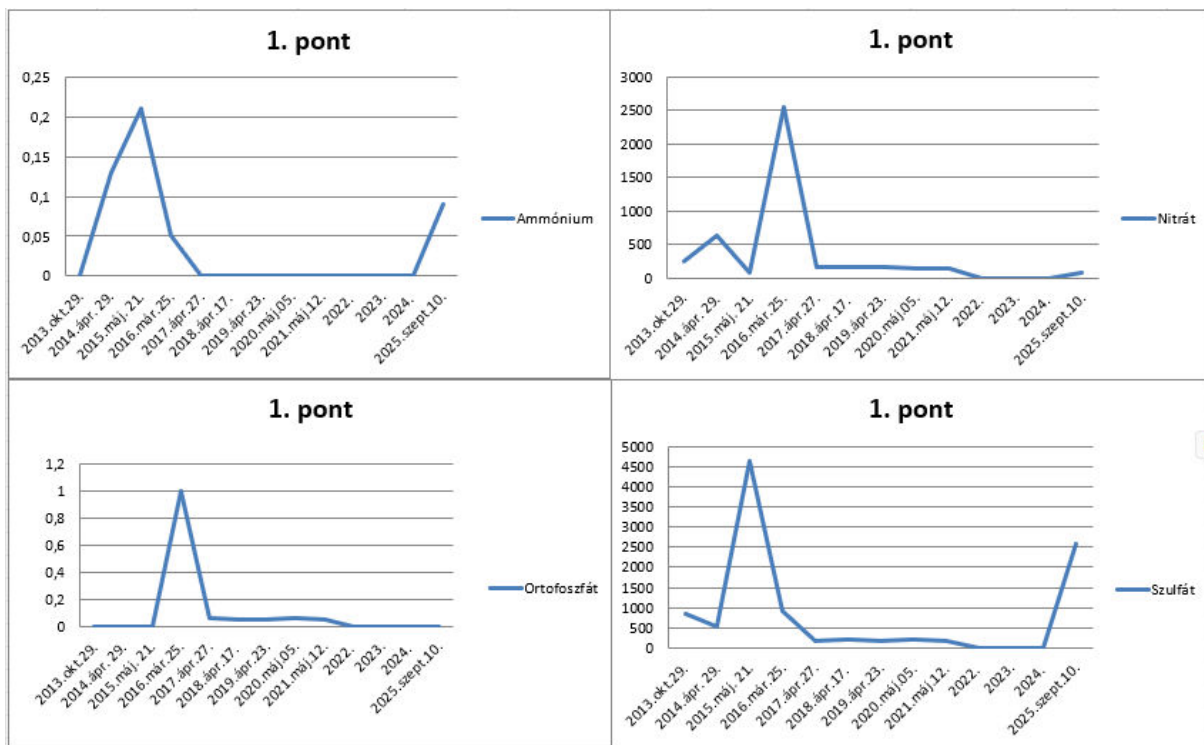 1. pont
0,25
0,2
0,15
0,1
0,05
0
Ammónium
2013.okt.29.
2014.ápr. 29.
2015.máj. 21.
2016.már.25.
2017.ápr.27.
2018.ápr.17.
2019.ápr.23.
2020.máj.05.
2021.máj.12.
2022.
2023.
2024.
2025.szept.10.
1. pont
3000
2500
2000
1500
1000
500
0
Nitrát
2013.okt.29.
2014.ápr. 29.
2015.máj. 21.
2016.már.25.
2017.ápr.27.
2018.ápr.17.
2019.ápr.23.
2020.máj.05.
2021.máj.12.
2022.
2023.
2024.
2025.szept.10.
1. pont
1,2
1
0,8
0,6
0,4
0,2
0
Ortofoszfát
2013.okt.29.
2014.ápr. 29.
2015.máj. 21.
2016.már.25.
2017.ápr.27.
2018.ápr.17.
2019.ápr.23.
2020.máj.05.
2021.máj.12.
2022.
2023.
2024.
2025.szept.10.
1. pont
5000
4500
4000
3500
3000
2500
2000
1500
1000
500
0
Szulfát
2013.okt.29.
2014.ápr. 29.
2015.máj. 21.
2016.már.25.
2017.ápr.27.
2018.ápr.17.
2019.ápr.23.
2020.máj.05.
2021.máj.12.
2022.
2023.
2024.
2025.szept.10.